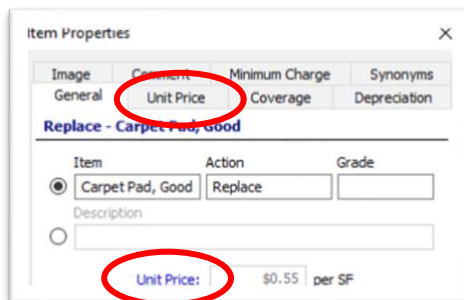 Item Properties
Image Comment Minimum Charge Synonyms
General Unit Price Coverage Depreciation
Replace - Carpet Pad, Good
Item Action Grade
Carpet Pad, Good Replace
Description
Unit Price: $0.55 per SF